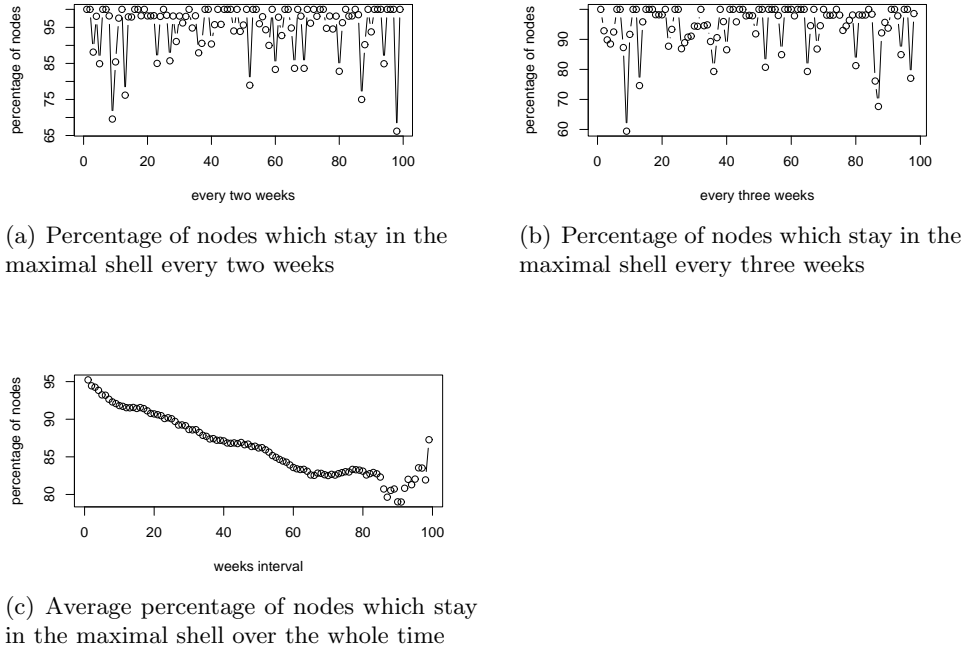 percentage of nodes
95
85
75
65
0 20 40 60 80 100
every two weeks
(a) Percentage of nodes which stay in the
maximal shell every two weeks
percentage of nodes
90
80
70
60
0 20 40 60 80 100
every three weeks
(b) Percentage of nodes which stay in the
maximal shell every three weeks
percentage of nodes
95
90
85
80
0 20 40 60 80 100
weeks interval
(c) Average percentage of nodes which stay
in the maximal shell over the whole time